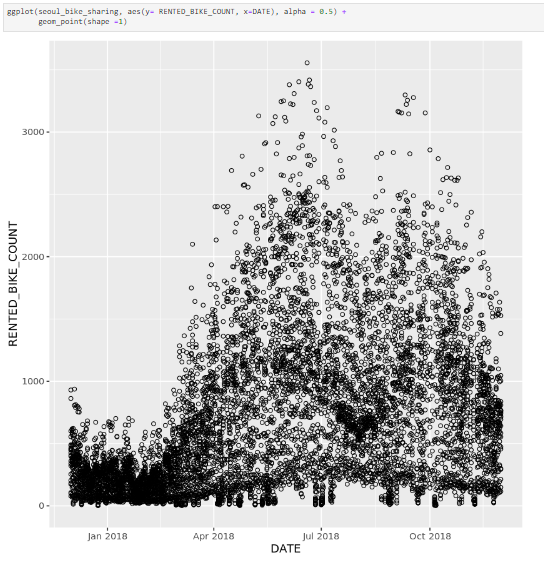 ggplot(seoul_bike_sharing, aes(y= RENTED_BIKE_COUNT, x=DATE), alpha = 0.5) +
geom_point(shape =1)
RENTED_BIKE_COUNT
3000
2000
1000
0
Jan 2018 Apr 2018 Jul 2018 Oct 2018
DATE